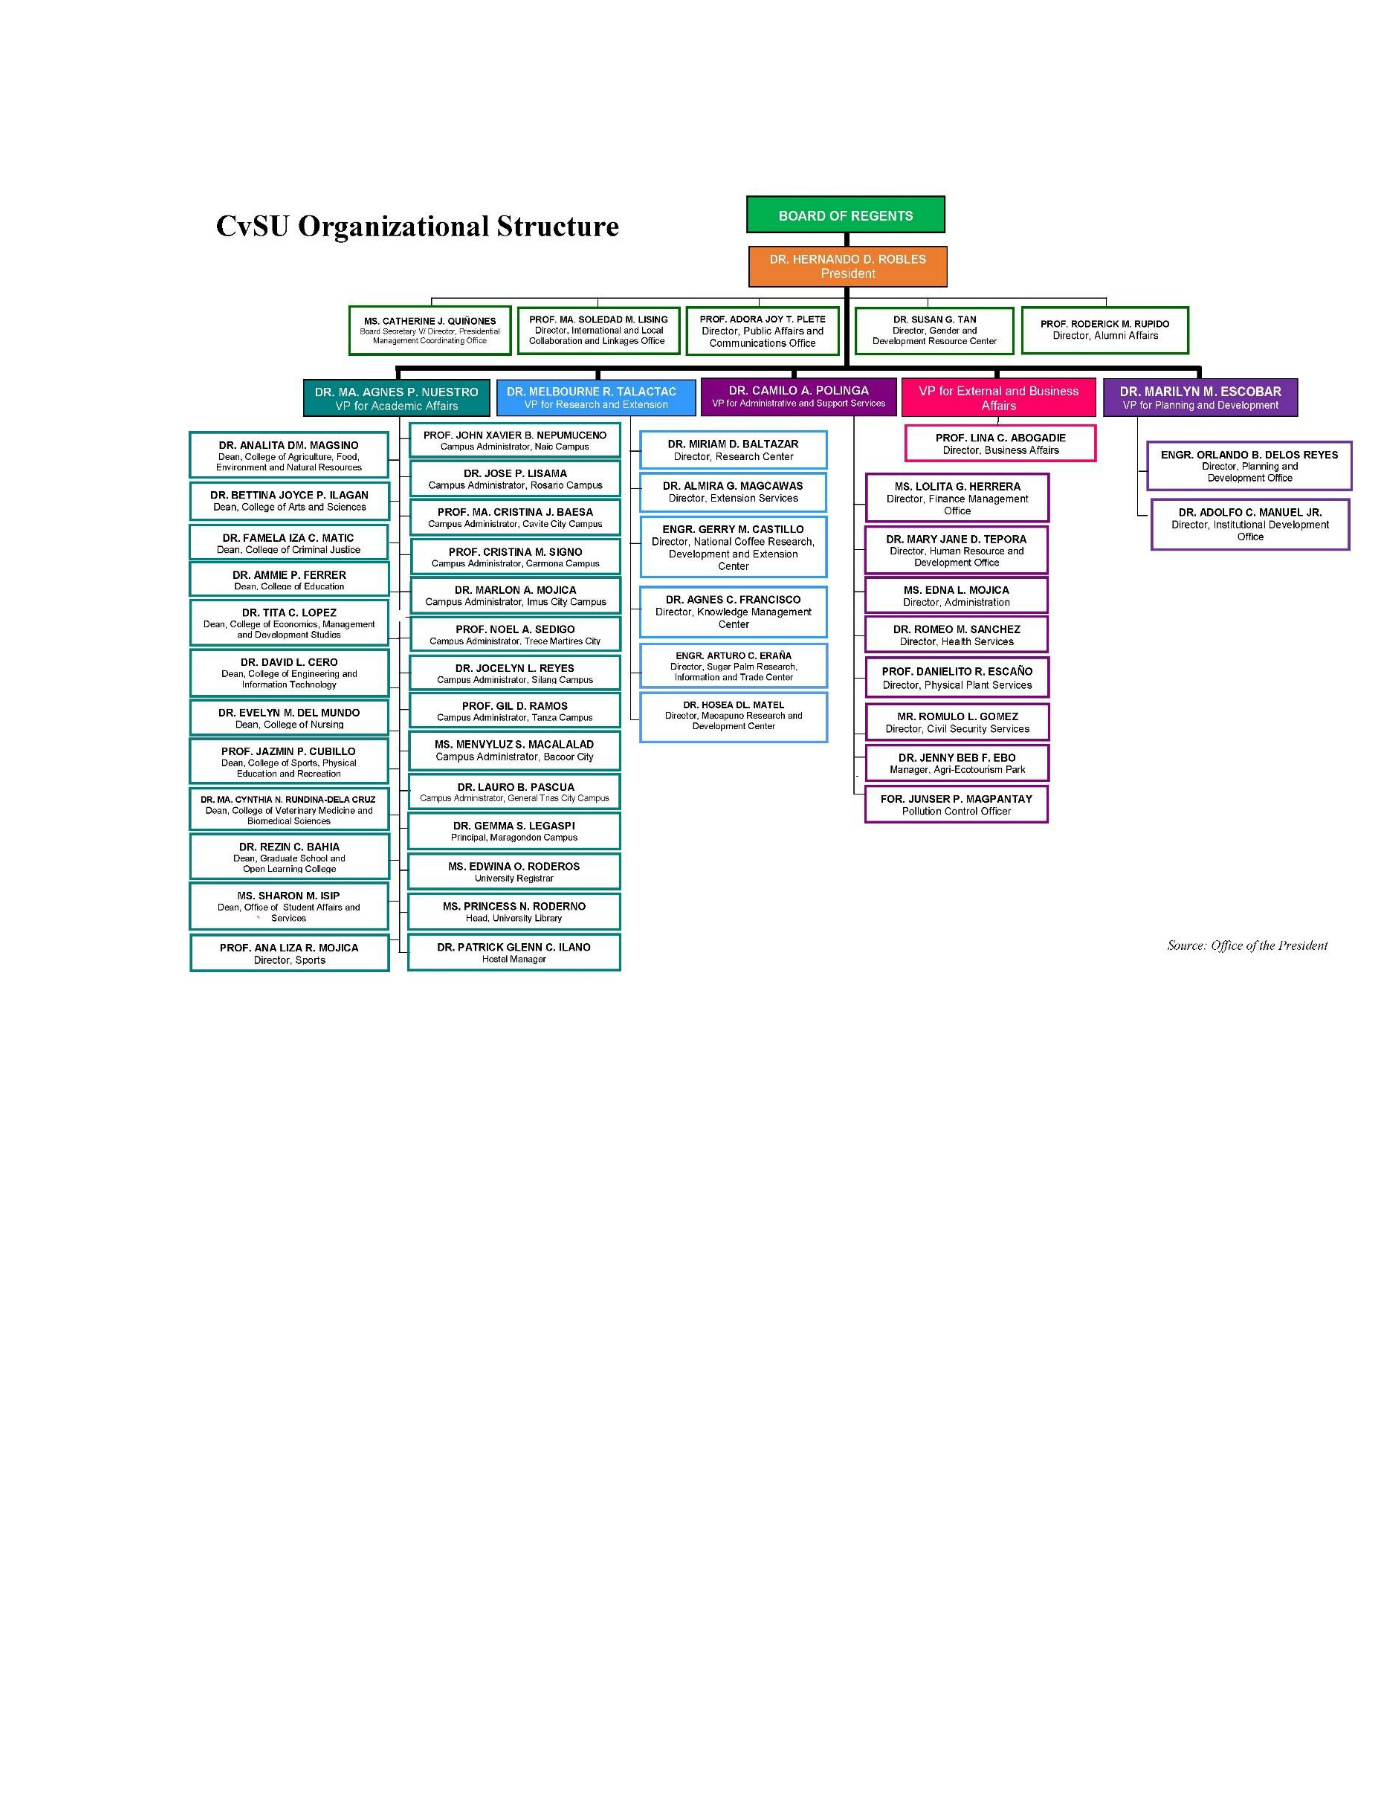 CvSU Organizational Structure
BOARD OF REGENTS
DR. HERNANDO D. ROBLES
President
MS. CATHERINE J. QUIÑONES
Board Secretary V/ Director, Presidential
Management Coordinating Office
PROF. MA. SOLEDAD M. LISING
Director, International and Local
Collaboration and Linkages Office
PROF. ADORA JOY T. PLETE
Director, Public Affairs and
Communications Office
DR. SUSAN G. TAN
Director, Gender and
Development Resource Center
PROF. RODERICK M. RUPIDO
Director, Alumni Affairs
DR. MA. AGNES P. NUESTRO
VP for Academic Affairs
DR. MELBOURNE R. TALACTAC
VP for Research and Extension
DR. CAMILO A. POLINGA
VP for Administrative and Support Services
VP for External and Business
Affairs
DR. MARILYN M. ESCOBAR
VP for Planning and Development
DR. ANALITA DM. MAGSINO
Dean, College of Agriculture, Food,
Environment and Natural Resources
DR. BETTINA JOYCE P. ILAGAN
Dean, College of Arts and Sciences
DR. FAMELA IZA C. MATIC
Dean, College of Criminal Justice
DR. AMMIE P. FERRER
Dean, College of Education
DR. TITA C. LOPEZ
Dean, College of Economics, Management
and Development Studies
DR. DAVID L. CERO
Dean, College of Engineering and
Information Technology
DR. EVELYN M. DEL MUNDO
Dean, College of Nursing
PROF. JAZMIN P. CUBILLO
Dean, College of Sports, Physical
Education and Recreation
DR. MA. CYNTHIA N. RUNDINA-DELA CRUZ
Dean, College of Veterinary Medicine and
Biomedical Sciences
DR. REZIN C. BAHIA
Dean, Graduate School and
Open Learning College
MS. SHARON M. ISIP
Dean, Office of Student Affairs and
Services
PROF. ANA LIZA R. MOJICA
Director, Sports
PROF. JOHN XAVIER B. NEPUMUCENO
Campus Administrator, Naic Campus
DR. JOSE P. LISAMA
Campus Administrator, Rosario Campus
PROF. MA. CRISTINA J. BAESA
Campus Administrator, Cavite City Campus
PROF. CRISTINA M. SIGNO
Campus Administrator, Carmona Campus
DR. MARLON A. MOJICA
Campus Administrator, Imus City Campus
PROF. NOEL A. SEDIGO
Campus Administrator, Trece Martires City
DR. JOCELYN L. REYES
Campus Administrator, Silang Campus
PROF. GIL D. RAMOS
Campus Administrator, Tanza Campus
MS. MENVYLUZ S. MACALALAD
Campus Administrator, Bacoor City
DR. LAURO B. PASCUA
Campus Administrator, General Trias City Campus
DR. GEMMA S. LEGASPI
Principal, Maragondon Campus
MS. EDWINA O. RODEROS
University Registrar
MS. PRINCESS N. RODERNO
Head, University Library
DR. PATRICK GLENN C. ILANO
Hostel Manager
DR. MIRIAM D. BALTAZAR
Director, Research Center
DR. ALMIRA G. MAGCAWAS
Director, Extension Services
ENGR. GERRY M. CASTILLO
Director, National Coffee Research,
Development and Extension
Center
DR. AGNES C. FRANCISCO
Director, Knowledge Management
Center
ENGR. ARTURO C. ERAÑA
Director, Sugar Palm Research,
Information and Trade Center
DR. HOSEA DL. MATEL
Director, Macapuno Research and
Development Center
MS. LOLITA G. HERRERA
Director, Finance Management
Office
DR. MARY JANE D. TEPORA
Director, Human Resource and
Development Office
MS. EDNA L. MOJICA
Director, Administration
DR. ROMEO M. SANCHEZ
Director, Health Services
PROF. DANIELITO R. ESCAÑO
Director, Physical Plant Services
MR. ROMULO L. GOMEZ
Director, Civil Security Services
DR. JENNY BEB F. EBO
Manager, Agri-Ecotourism Park
FOR. JUNSER P. MAGPANTAY
Pollution Control Officer
PROF. LINA C. ABOGADIE
Director, Business Affairs
ENGR. ORLANDO B. DELOS REYES
Director, Planning and
Development Office
DR. ADOLFO C. MANUEL JR.
Director, Institutional Development
Office
Source: Office of the President